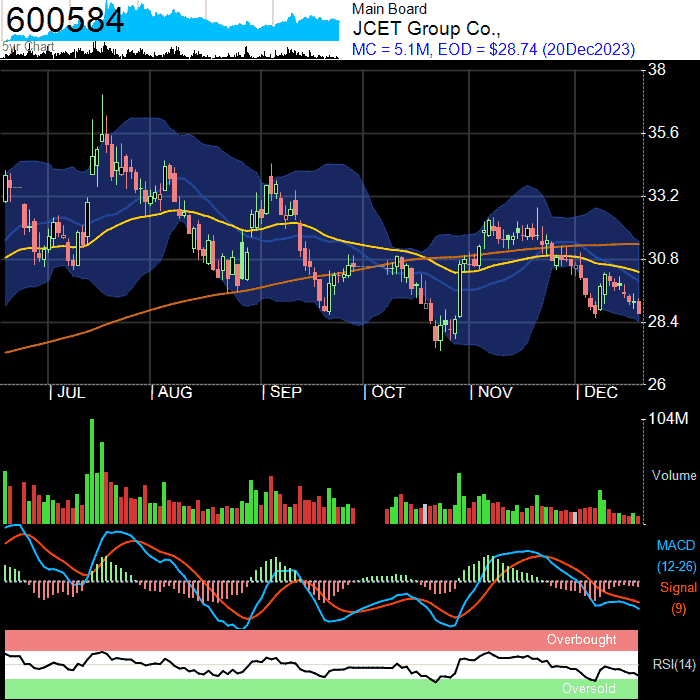 600584
5yr Chart
Main Board
JCET Group Co.,
MC = 5.1M, EOD = $28.74 (20Dec2023)
38
35.6
33.2
30.8
28.4
26
JUL AUG SEP OCT NOV DEC
104M
Volume
MACD
(12-26)
Signal
(9)
Overbought
RSI(14)
Oversold